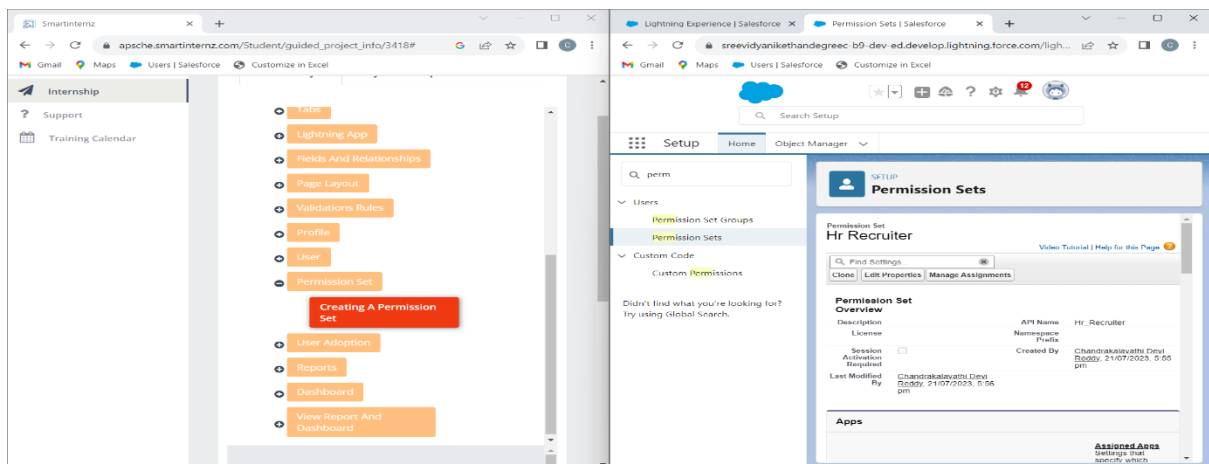 Smartinternz
apsche.smartinternz.com/Student/guided_project_info/3418#
Gmail Maps Users | Salesforce Customize in Excel
Internship
Support
Training Calendar
Tabs
Lightning App
Fields And Relationships
Page Layout
Validations Rules
Profile
User
Permission Set
Creating A Permission
Set
User Adoption
Reports
Dashboard
View Report And
Dashboard
Lightning Experience | Salesforce Permission Sets | Salesforce
sreevidyanikethandegreec-b9-dev-ed.develop.lightning.force.com/ligh...
Gmail Maps Users | Salesforce Customize in Excel
12
Search Setup
Setup Home Object Manager
perm
Users
Permission Set Groups
Permission Sets
Custom Code
Custom Permissions
Didn't find what you're looking for?
Try using Global Search.
SETUP
Permission Sets
Permission Set
Hr Recruiter
Video Tutorial | Help for this Page
Find Settings...
Clone Edit Properties Manage Assignments
Permission Set
Overview
Description API Name Hr_Recruiter
License Namespace
Prefix
Session
Activation
Required
Created By Chandrakalavathi Devi
Reddy, 21/07/2023, 5:56
pm
Last Modified
By
Chandrakalavathi Devi
Reddy, 21/07/2023, 5:56
pm
Apps
Assigned Apps
Settings that
specify which